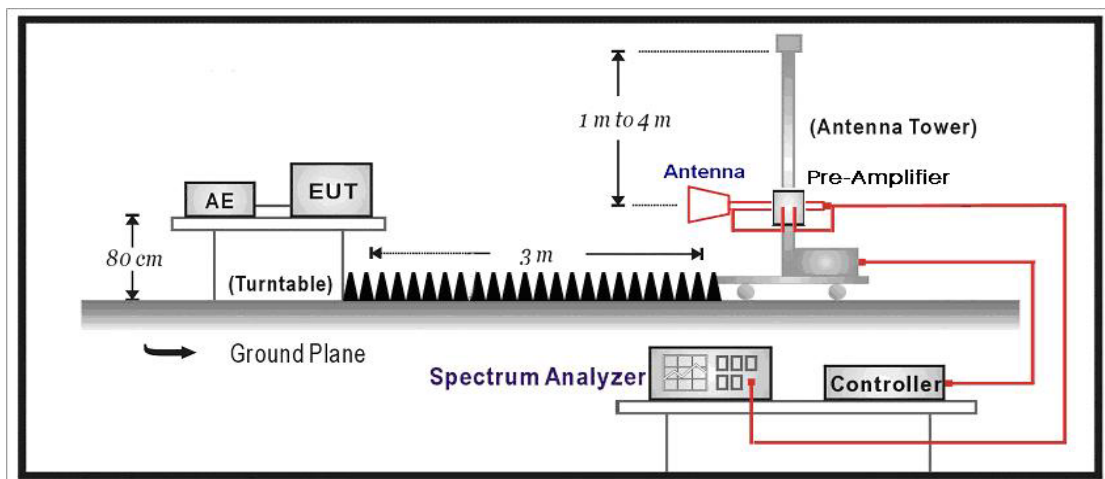 1 m to 4 m
(Antenna Tower)
Antenna
Pre-Amplifier
AE
EUT
80 cm
3 m
(Turntable)
Ground Plane
Spectrum Analyzer
Controller